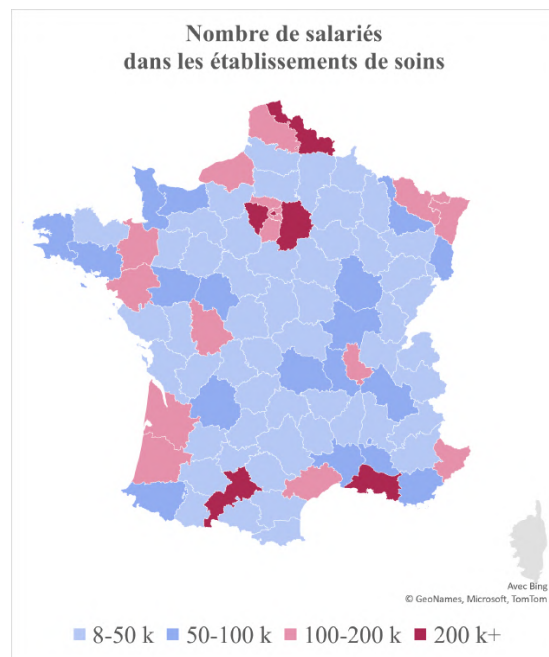 Nombre de salariés
dans les établissements de soins
Avec Bing
© GeoNames, Microsoft, TomTom
8-50 k 50-100 k 100-200 k 200 k+